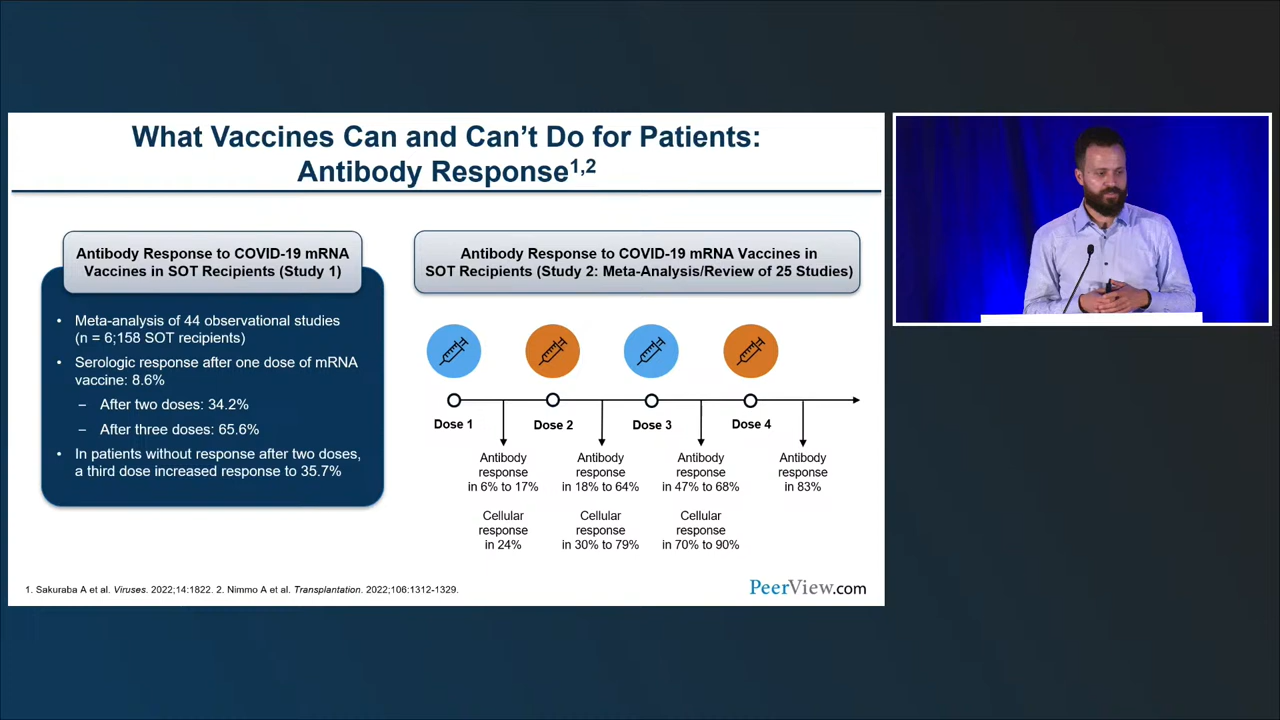 What Vaccines Can and Can’t Do for Patients:
Antibody Response1,2
Antibody Response to COVID-19 mRNA
Vaccines in SOT Recipients (Study 1)
• Meta-analysis of 44 observational studies
(n = 6;158 SOT recipients)
• Serologic response after one dose of mRNA
vaccine: 8.6%
– After two doses: 34.2%
– After three doses: 65.6%
• In patients without response after two doses,
a third dose increased response to 35.7%
Antibody Response to COVID-19 mRNA Vaccines in
SOT Recipients (Study 2: Meta-Analysis/Review of 25 Studies)
Dose 1
Dose 2
Dose 3
Dose 4
Antibody
response
in 6% to 17%
Antibody
response
in 18% to 64%
Antibody
response
in 47% to 68%
Antibody
response
in 83%
Cellular
response
in 24%
Cellular
response
in 30% to 79%
Cellular
response
in 70% to 90%
1. Sakuraba A et al. Viruses. 2022;14:1822. 2. Nimmo A et al. Transplantation. 2022;106:1312-1329.
PeerView.com